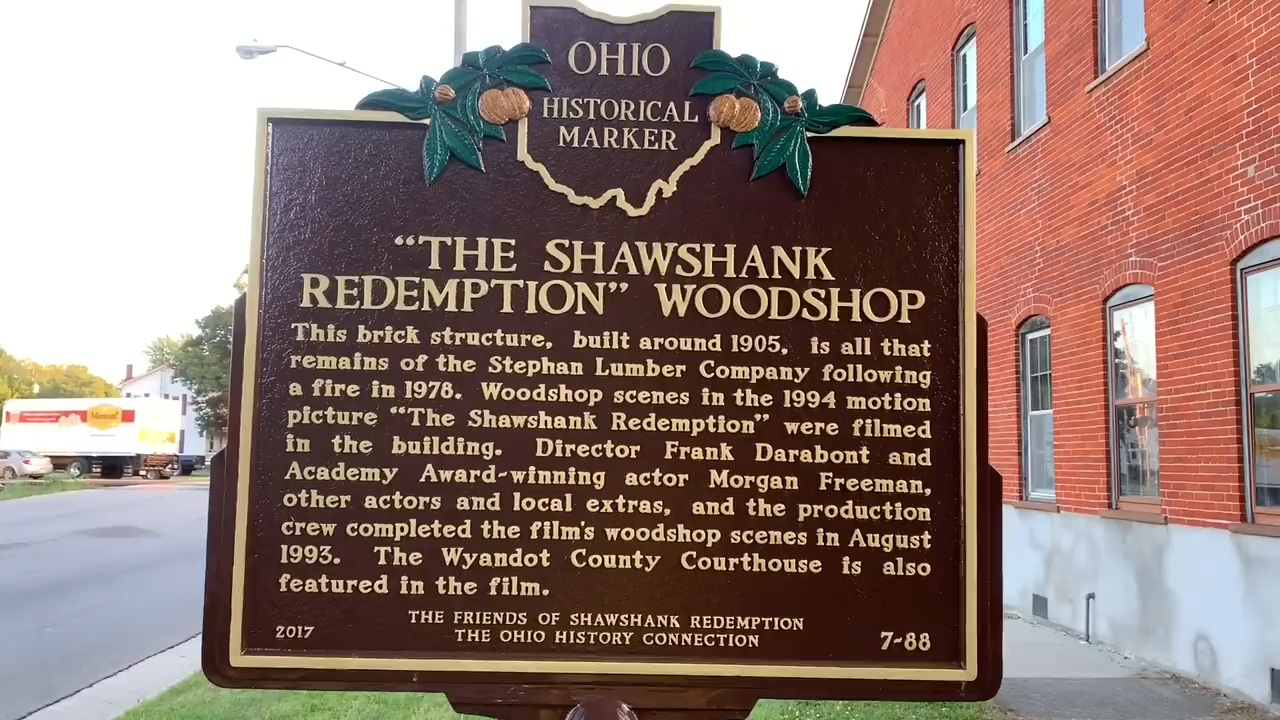 OHIO
HISTORICAL
MARKER
“THE SHAWSHANK
REDEMPTION” WOODSHOP
This brick structure, built around 1905, is all that
remains of the Stephan Lumber Company following
a fire in 1978. Woodshop scenes in the 1994 motion
picture “The Shawshank Redemption” were filmed
in the building. Director Frank Darabont and
Academy Award-winning actor Morgan Freeman,
other actors and local extras, and the production
crew completed the film's woodshop scenes in August
1993. The Wyandot County Courthouse is also
featured in the film.
THE FRIENDS OF SHAWSHANK REDEMPTION
2017 THE OHIO HISTORY CONNECTION 7-88